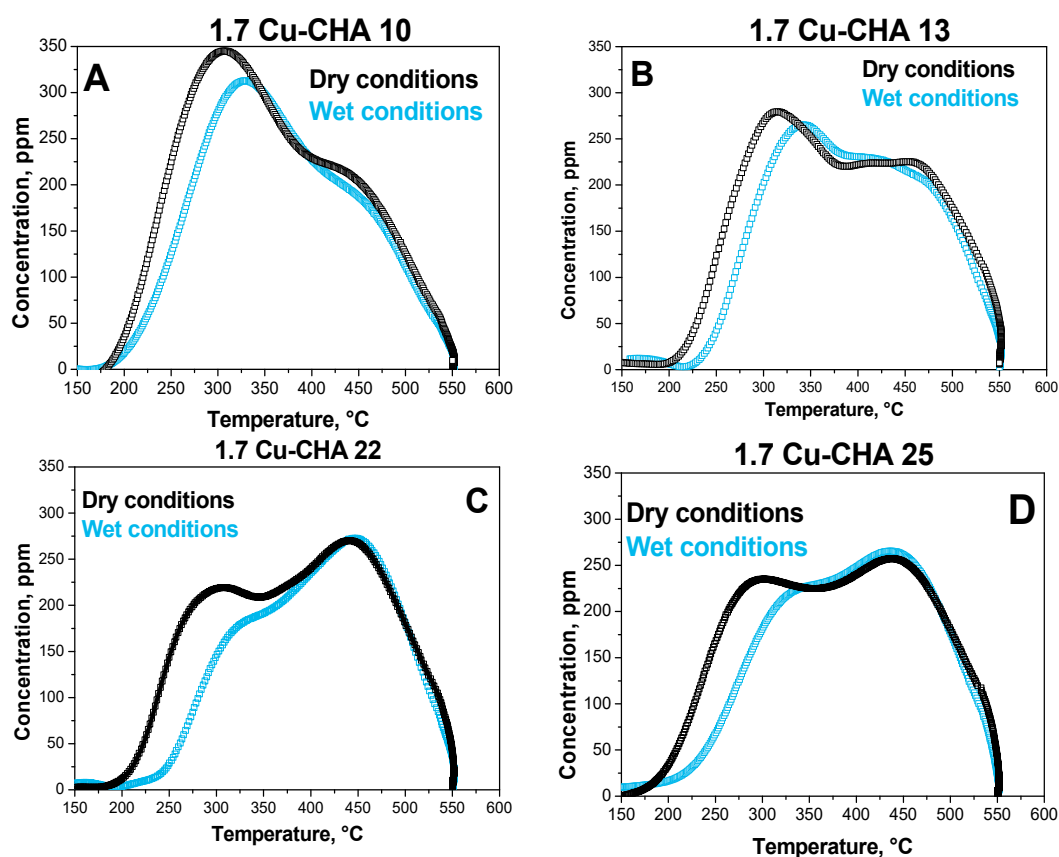 1.7 Cu-CHA 10
A
Dry conditions
Wet conditions
350
300
250
200
150
100
50
0
Concentration, ppm
150 200 250 300 350 400 450 500 550 600
Temperature, °C
1.7 Cu-CHA 13
B
Dry conditions
Wet conditions
350
300
250
200
150
100
50
0
Concentration, ppm
150 200 250 300 350 400 450 500 550 600
Temperature, °C
1.7 Cu-CHA 22
C
Dry conditions
Wet conditions
350
300
250
200
150
100
50
0
Concentration, ppm
150 200 250 300 350 400 450 500 550 600
Temperature, °C
1.7 Cu-CHA 25
D
Dry conditions
Wet conditions
350
300
250
200
150
100
50
0
Concentration, ppm
150 200 250 300 350 400 450 500 550 600
Temperature, °C